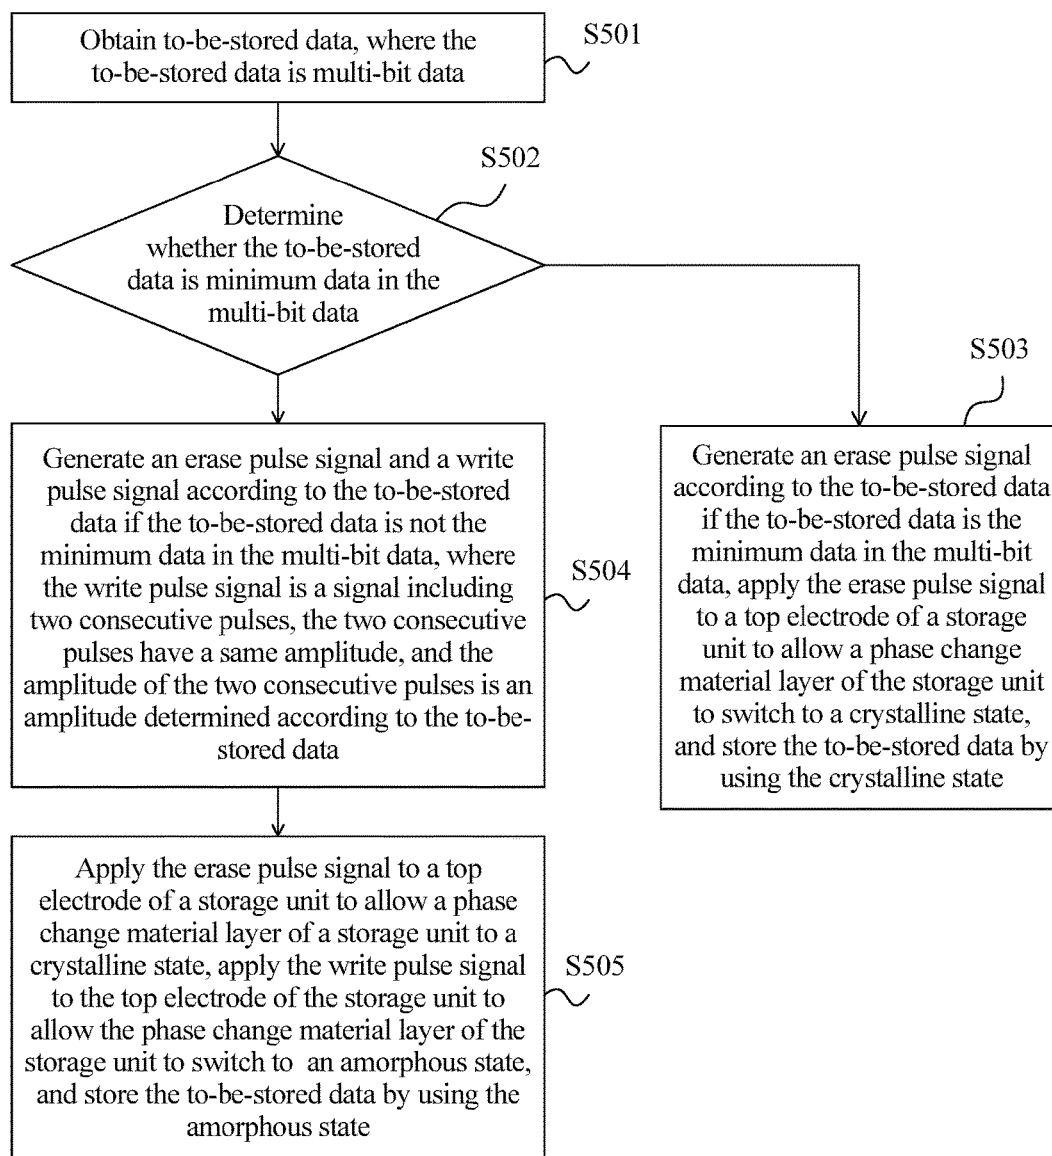 Obtain to-be-stored data, where the
to-be-stored data is multi-bit data
S501
S502
Determine
whether the to-be-stored
data is minimum data in the
multi-bit data
S503
Generate an erase pulse signal
according to the to-be-stored data
if the to-be-stored data is the
minimum data in the multi-bit
data, apply the erase pulse signal
to a top electrode of a storage
unit to allow a phase change
material layer of the storage unit
to switch to a crystalline state,
and store the to-be-stored data by
using the crystalline state
Generate an erase pulse signal and a write
pulse signal according to the to-be-stored
data if the to-be-stored data is not the
minimum data in the multi-bit data, where
the write pulse signal is a signal including
two consecutive pulses, the two consecutive
pulses have a same amplitude, and the
amplitude of the two consecutive pulses is an
amplitude determined according to the to-be-
stored data
S504
Apply the erase pulse signal to a top
electrode of a storage unit to allow a phase
change material layer of a storage unit to a
crystalline state, apply the write pulse signal
to the top electrode of the storage unit to
allow the phase change material layer of the
storage unit to switch to an amorphous state,
and store the to-be-stored data by using the
amorphous state
S505